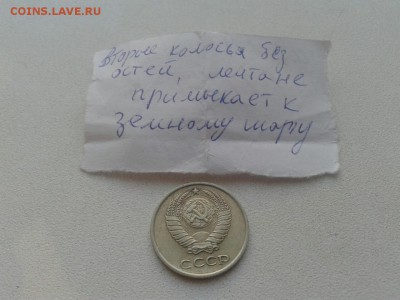 COINS.LAVE.RU
вторые колосья без
остей, лента не
примыкает к
земному шару
СССР